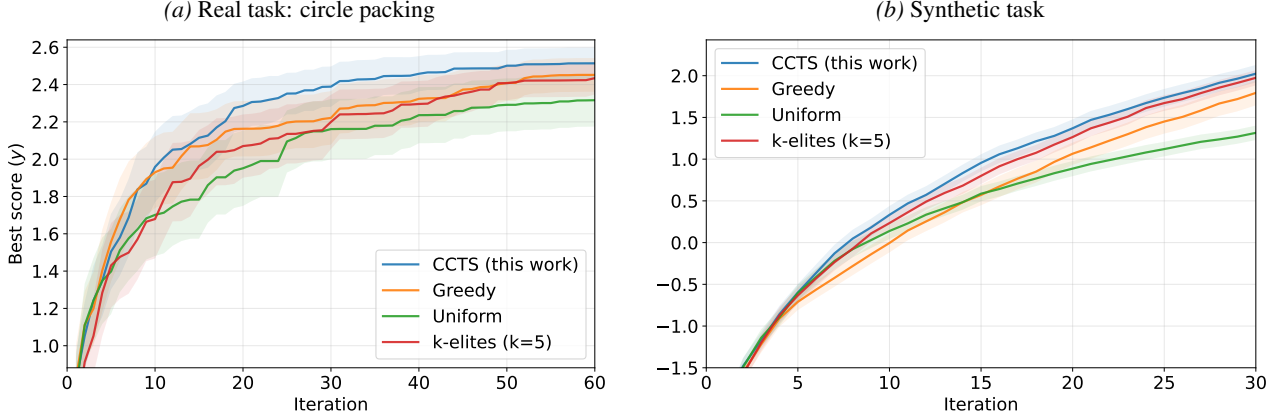 (a) Real task: circle packing
2.6
2.4
2.2
2.0
1.8
1.6
1.4
1.2
1.0
Best score (y)
0
10
20
30
40
50
60
Iteration
CCTS (this work)
Greedy
Uniform
k-elites (k=5)
(b) Synthetic task
2.0
1.5
1.0
0.5
0.0
−0.5
−1.0
−1.5
0
5
10
15
20
25
30
Iteration
CCTS (this work)
Greedy
Uniform
k-elites (k=5)